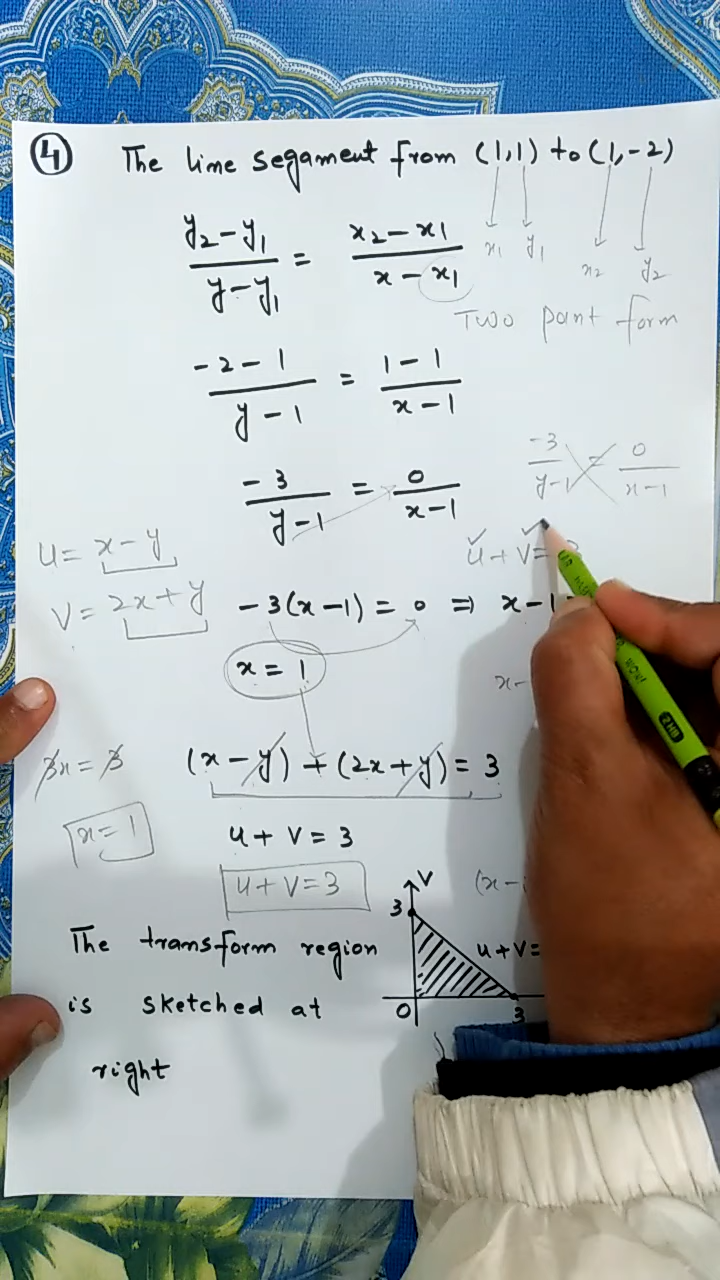 4 The line segament from (1,1) to (1,-2)
(y₂-y₁)/(y-y₁) = (x₂-x₁)/(x-x₁)
x₁ y₁ x₂ y₂
Two point form
(-2-1)/(y-1) = (1-1)/(x-1)
-3/(y-1) = 0/(x-1)
-3/(y-1) = 0/(x-1)
u = x-y
u+v=3
v = 2x+y
-3(x-1) = 0 ⇒ x-1
x = 1
x-
3x = 3
(x-y) + (2x+y) = 3
x = 1
u+v = 3
u+v=3
(x-
v
3
The transform region
u+v=
is sketched at
0 3
right
2HB